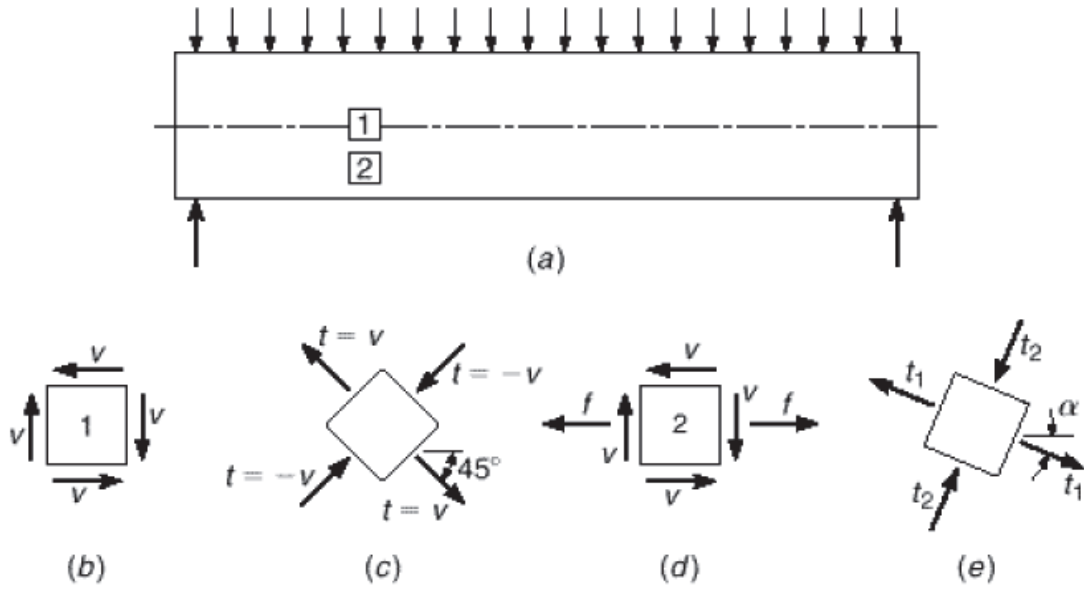 1
2
(a)
v
v
1
v
v
t = v
t = −v
t = −v
45°
t = v
v
f
v
2
v
f
v
t₂
t₁
α
t₂
t₁
(b)
(c)
(d)
(e)